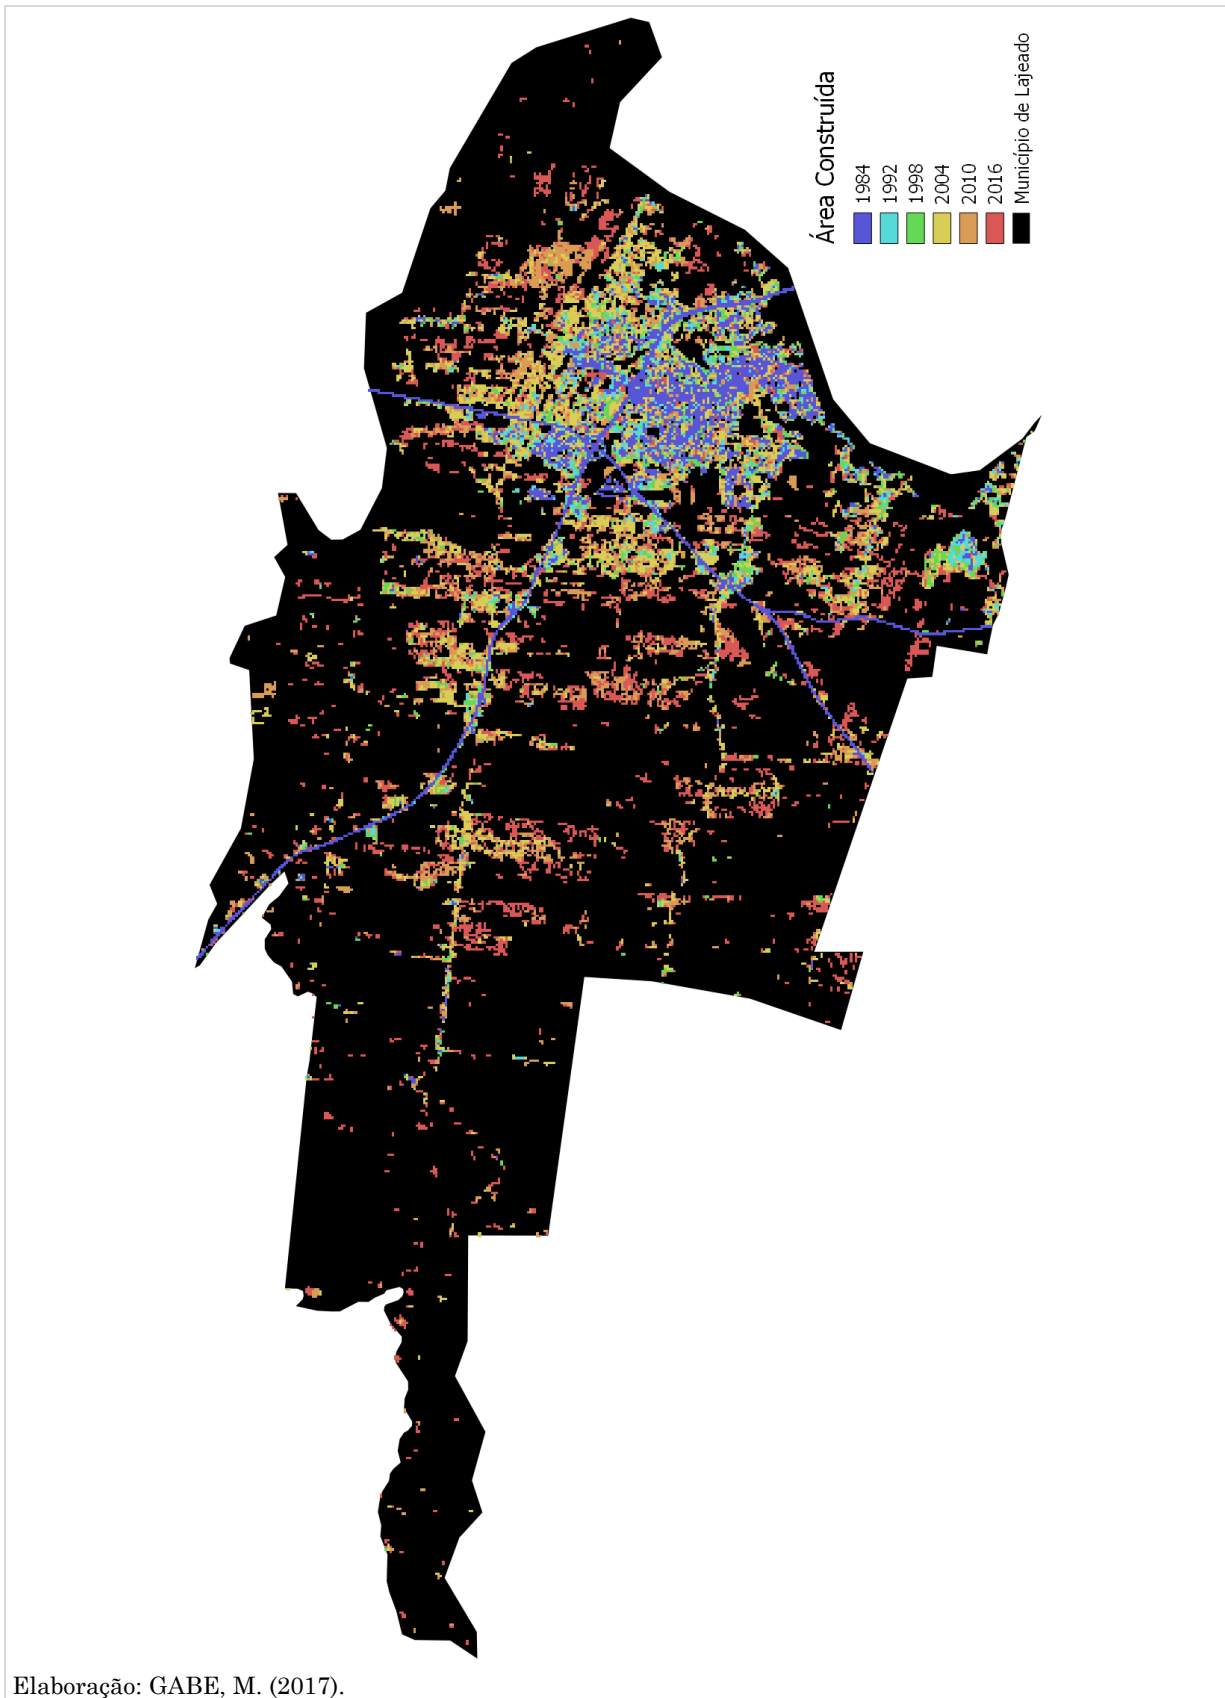 Área Construída
1984
1992
1998
2004
2010
2016
Município de Lajeado
Elaboração: GABE, M. (2017).